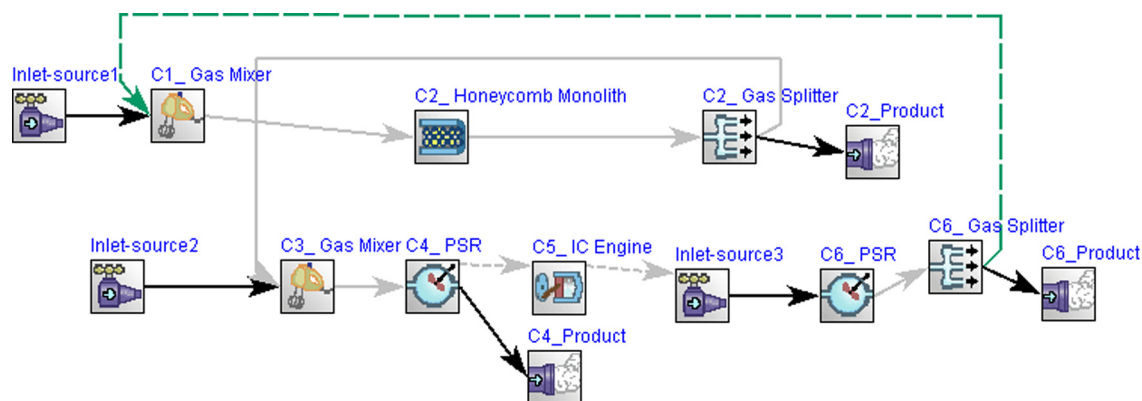 Inlet-source1
C1_ Gas Mixer
C2_ Honeycomb Monolith
C2_ Gas Splitter
C2_Product
Inlet-source2
C3_ Gas Mixer
C4_ PSR
C5_ IC Engine
Inlet-source3
C6_ PSR
C6_ Gas Splitter
C6_Product
C4_Product